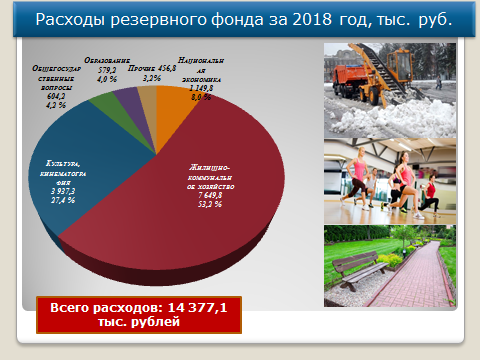 Расходы резервного фонда за 2018 год, тыс. руб.
Общегосудар
ственные
вопросы
604,2
4,2 %
Образование
579,2
4,0 %
Прочие 456,8
3,2%
Национальн
ая
экономика
1 149,8
8,0 %
Культура,
кинематогра
фия
3 937,3
27,4 %
Жилищно-
коммунальн
ое хозяйство
7 649,8
53,2 %
Всего расходов: 14 377,1
тыс. рублей